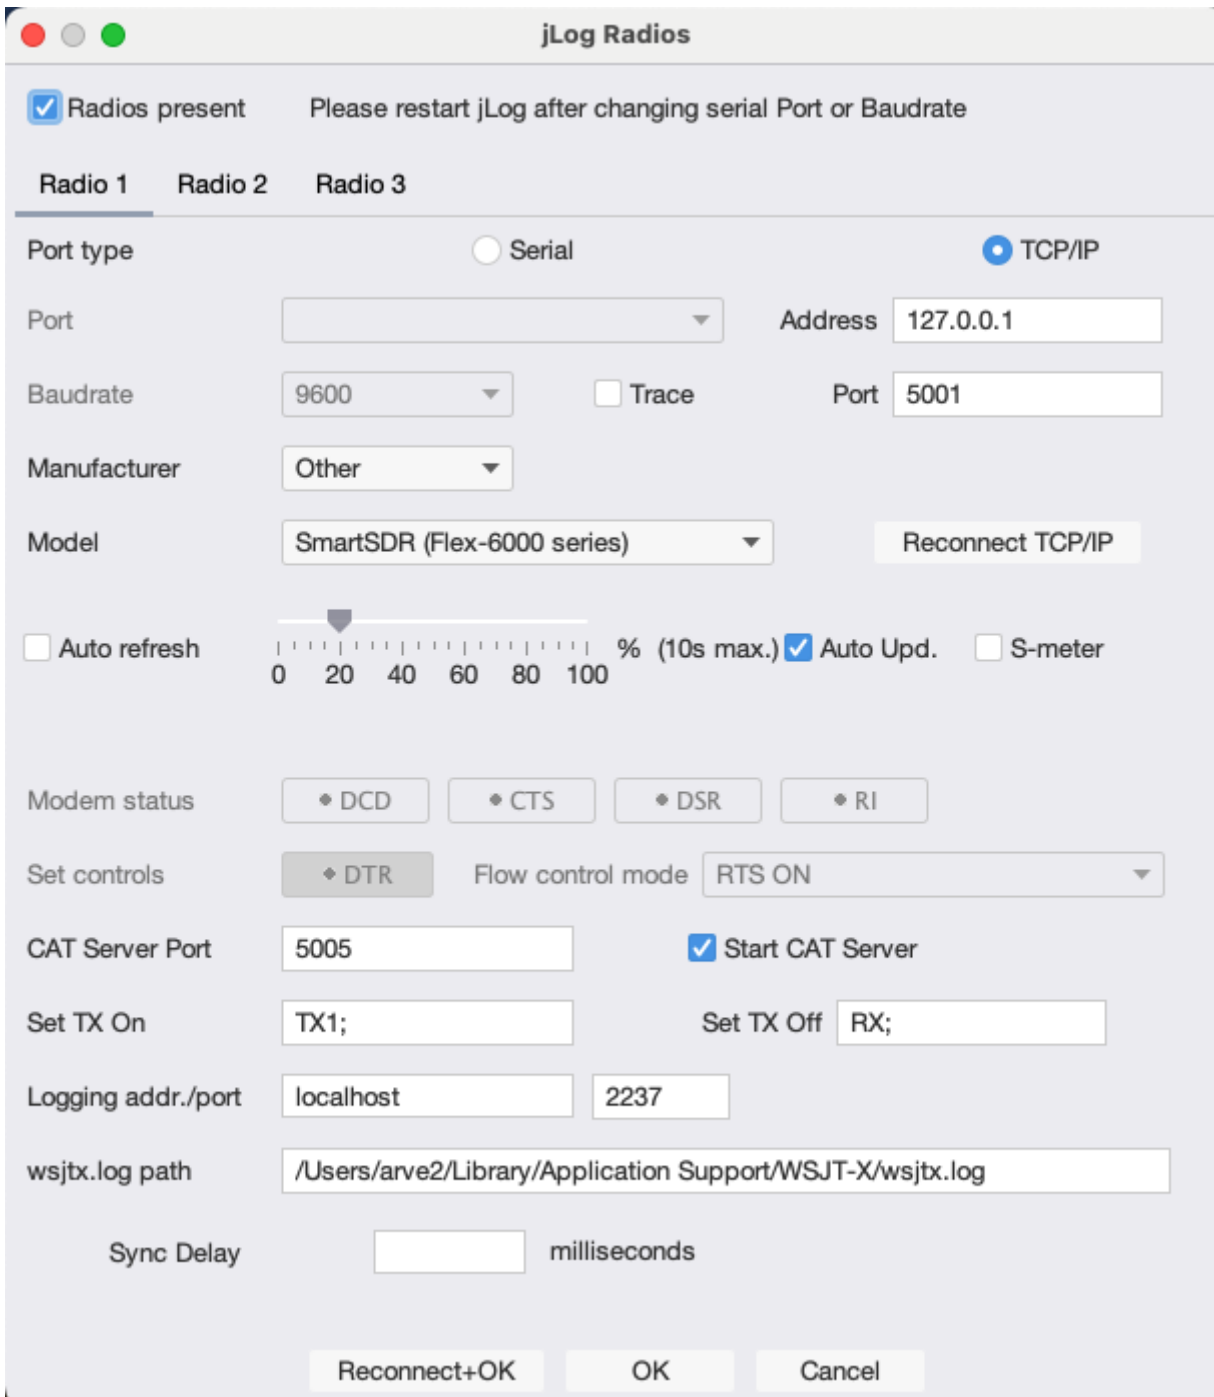 jLog Radios
Radios present Please restart jLog after changing serial Port or Baudrate
Radio 1 Radio 2 Radio 3
Port type Serial TCP/IP
Port Address 127.0.0.1
Baudrate 9600 Trace Port 5001
Manufacturer Other
Model SmartSDR (Flex-6000 series) Reconnect TCP/IP
Auto refresh % (10s max.) Auto Upd. S-meter
0 20 40 60 80 100
Modem status DCD CTS DSR RI
Set controls DTR Flow control mode RTS ON
CAT Server Port 5005 Start CAT Server
Set TX On TX1; Set TX Off RX;
Logging addr./port localhost 2237
wsjtx.log path /Users/arve2/Library/Application Support/WSJT-X/wsjtx.log
Sync Delay milliseconds
Reconnect+OK OK Cancel